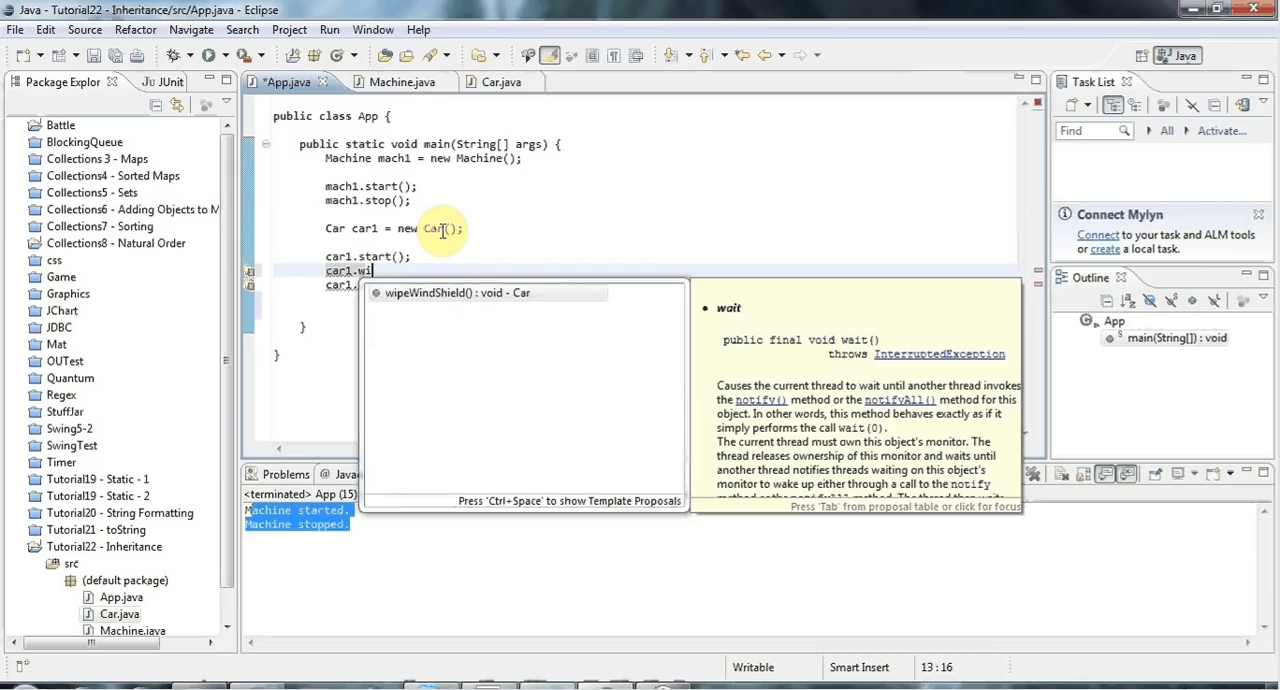 Java - Tutorial22 - Inheritance/src/App.java - Eclipse
File Edit Source Refactor Navigate Search Project Run Window Help
Java
Package Explor
JUnit
*App.java
Machine.java
Car.java
Task List
Battle
BlockingQueue
Collections 3 - Maps
Collections4 - Sorted Maps
Collections5 - Sets
Collections6 - Adding Objects to M
Collections7 - Sorting
Collections8 - Natural Order
css
Game
Graphics
JChart
JDBC
Mat
OUTest
Quantum
Regex
StuffJar
Swing5-2
SwingTest
Timer
Tutorial19 - Static - 1
Tutorial19 - Static - 2
Tutorial20 - String Formatting
Tutorial21 - toString
Tutorial22 - Inheritance
src
(default package)
App.java
Car.java
Machine.java
public class App {
public static void main(String[] args) {
Machine mach1 = new Machine();
mach1.start();
mach1.stop();
Car car1 = new Car();
car1.start();
car1.wi
car1.
}
}
wipeWindShield() : void - Car
Press 'Ctrl+Space' to show Template Proposals
wait
public final void wait()
throws InterruptedException
Causes the current thread to wait until another thread invokes
the notify() method or the notifyAll() method for this
object. In other words, this method behaves exactly as if it
simply performs the call wait(0).
The current thread must own this object's monitor. The
thread releases ownership of this monitor and waits until
another thread notifies threads waiting on this object's
monitor to wake up either through a call to the notify
Press 'Tab' from proposal table or click for focus
Find
All
Activate...
Connect Mylyn
Connect to your task and ALM tools
or create a local task.
Outline
App
main(String[]) : void
Problems @ Java
<terminated> App (15)
Machine started.
Machine stopped.
Writable
Smart Insert
13 : 16